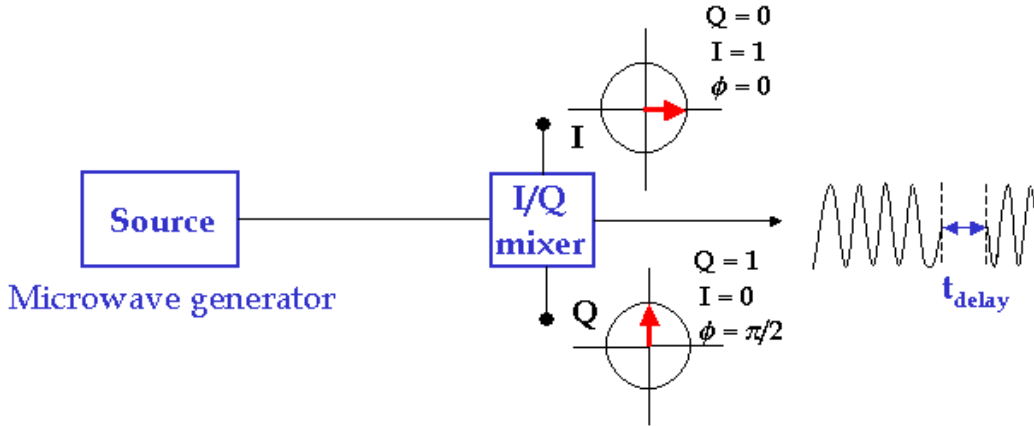 Q = 0
I = 1
ϕ = 0
I
Source
I/Q
mixer
Microwave generator
Q
Q = 1
I = 0
ϕ = π/2
t_delay